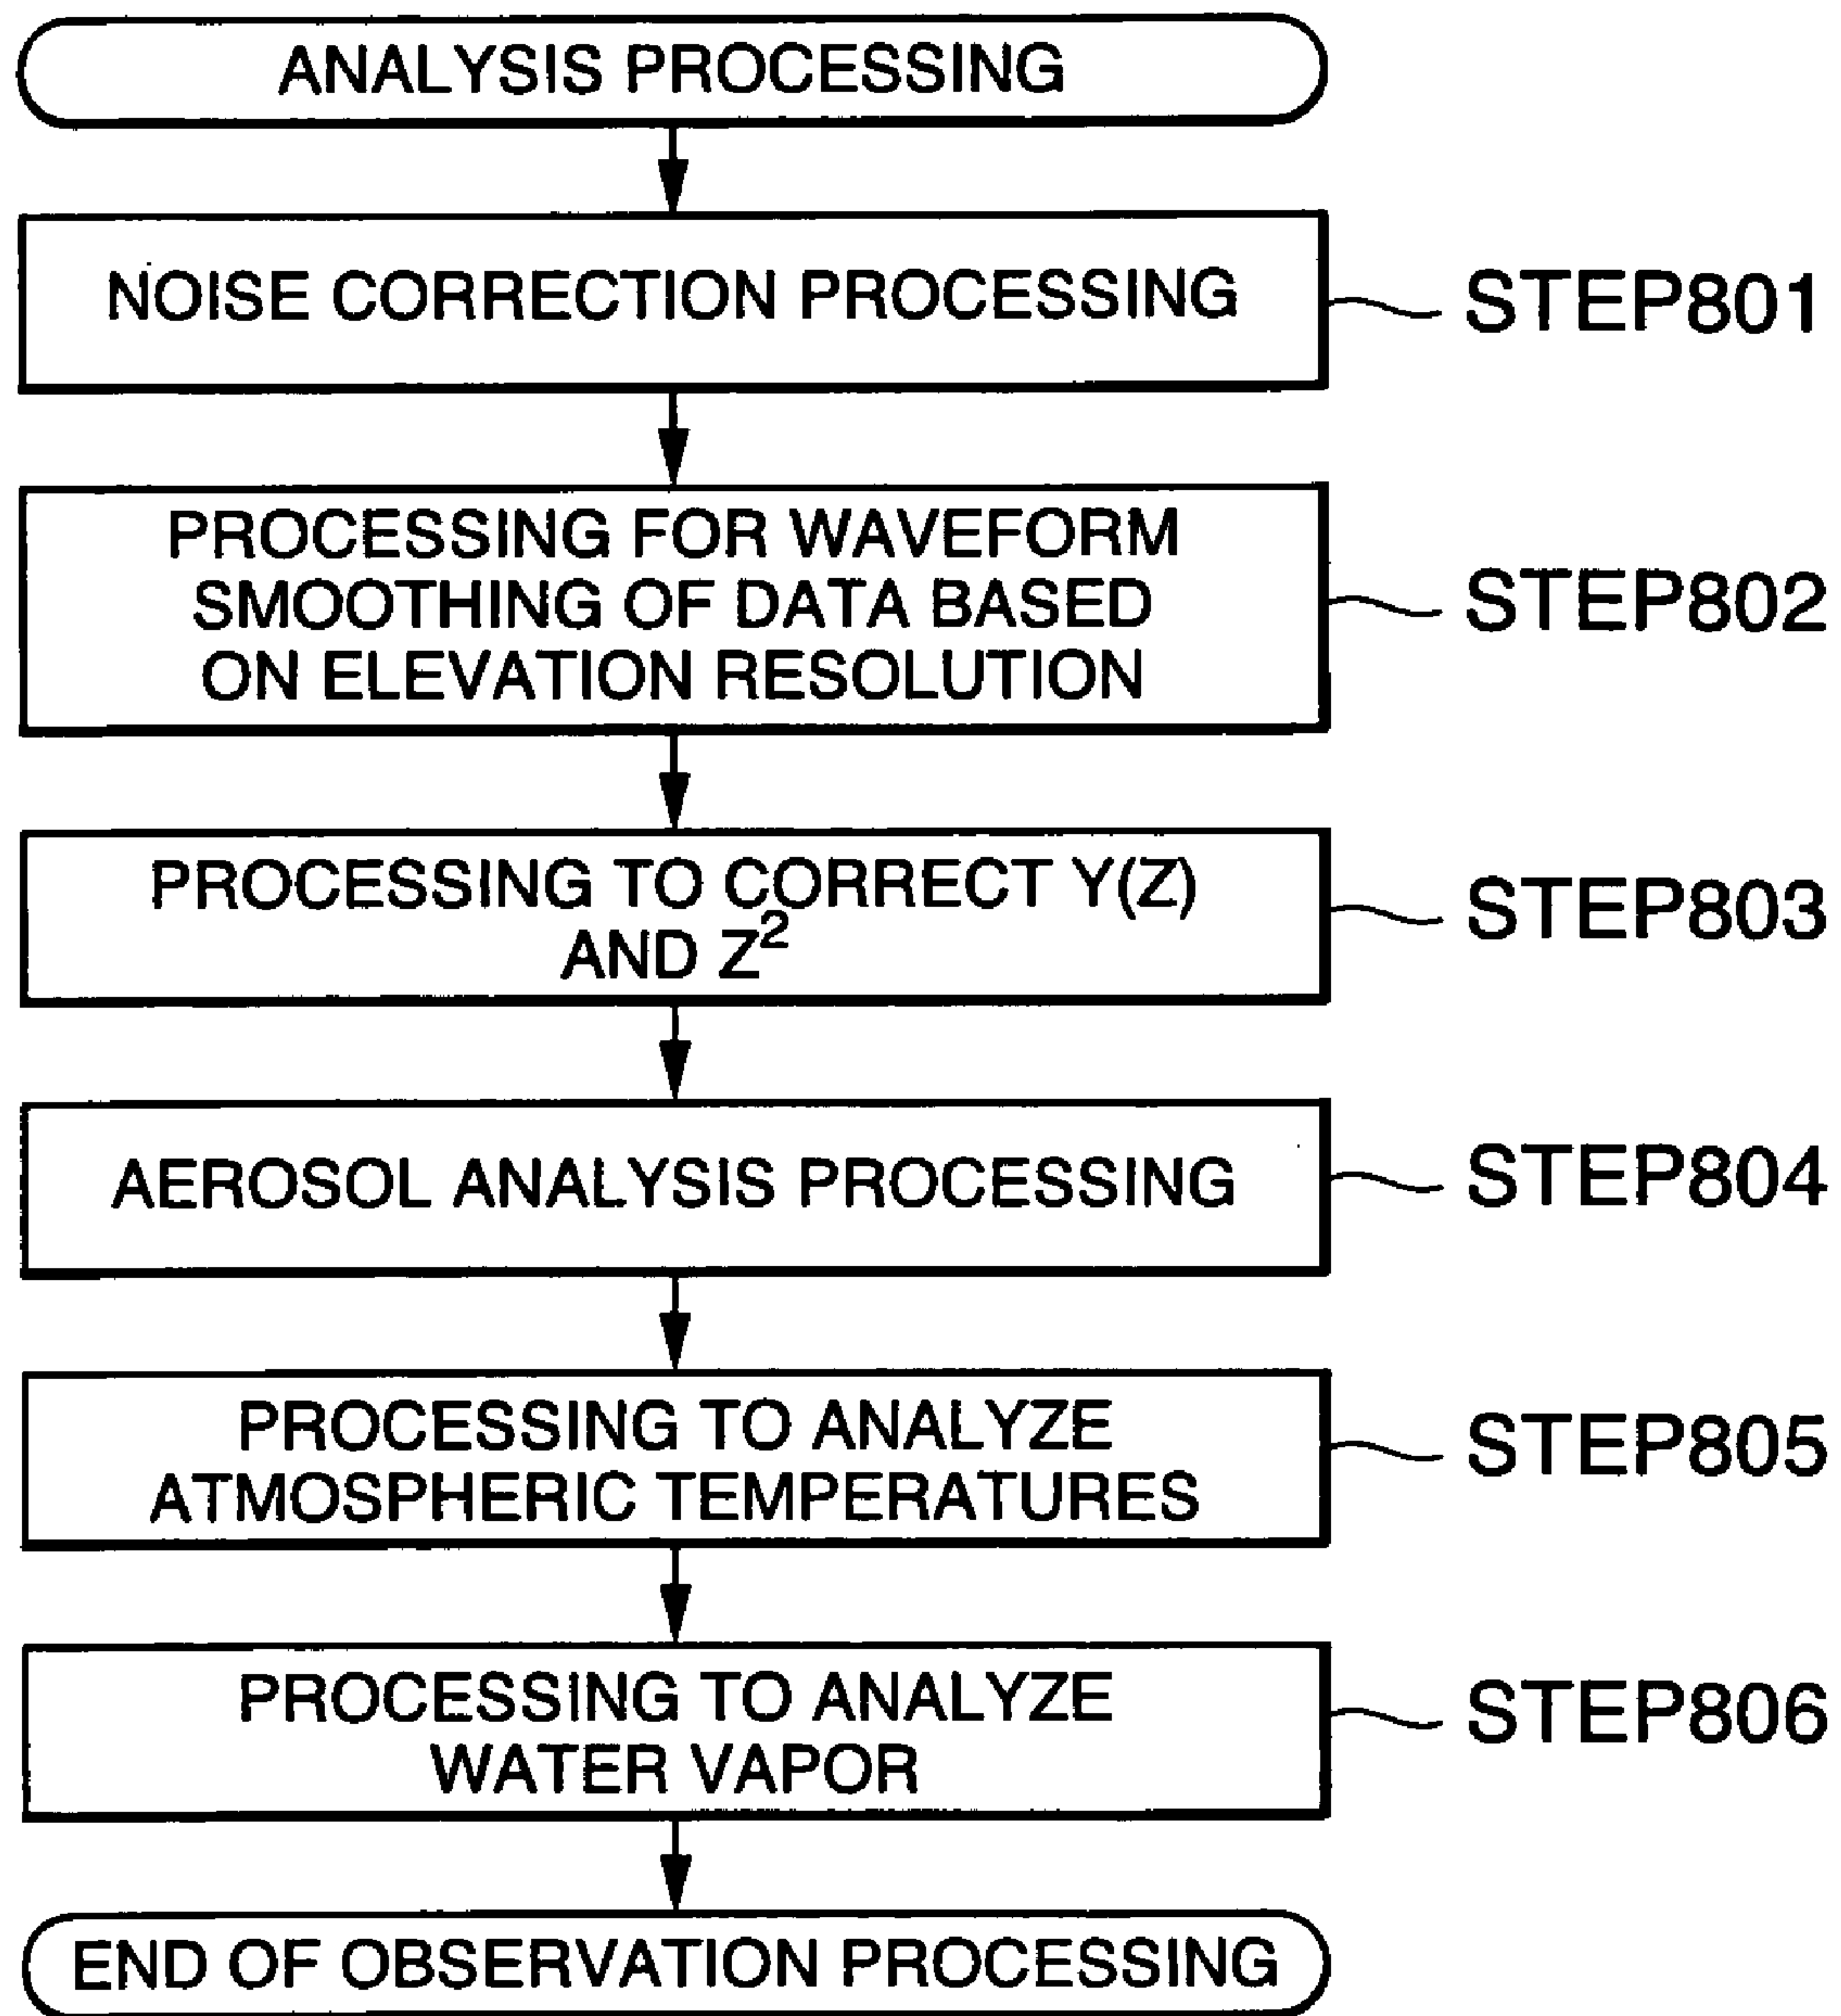 ANALYSIS PROCESSING
NOISE CORRECTION PROCESSING
STEP801
PROCESSING FOR WAVEFORM
SMOOTHING OF DATA BASED
ON ELEVATION RESOLUTION
STEP802
PROCESSING TO CORRECT Y(Z)
AND Z²
STEP803
AEROSOL ANALYSIS PROCESSING
STEP804
PROCESSING TO ANALYZE
ATMOSPHERIC TEMPERATURES
STEP805
PROCESSING TO ANALYZE
WATER VAPOR
STEP806
END OF OBSERVATION PROCESSING